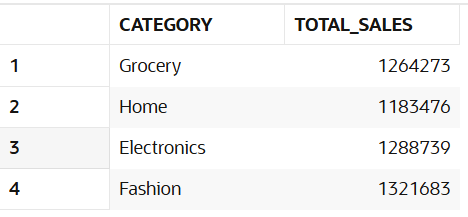 CATEGORY TOTAL_SALES
1 Grocery 1264273
2 Home 1183476
3 Electronics 1288739
4 Fashion 1321683